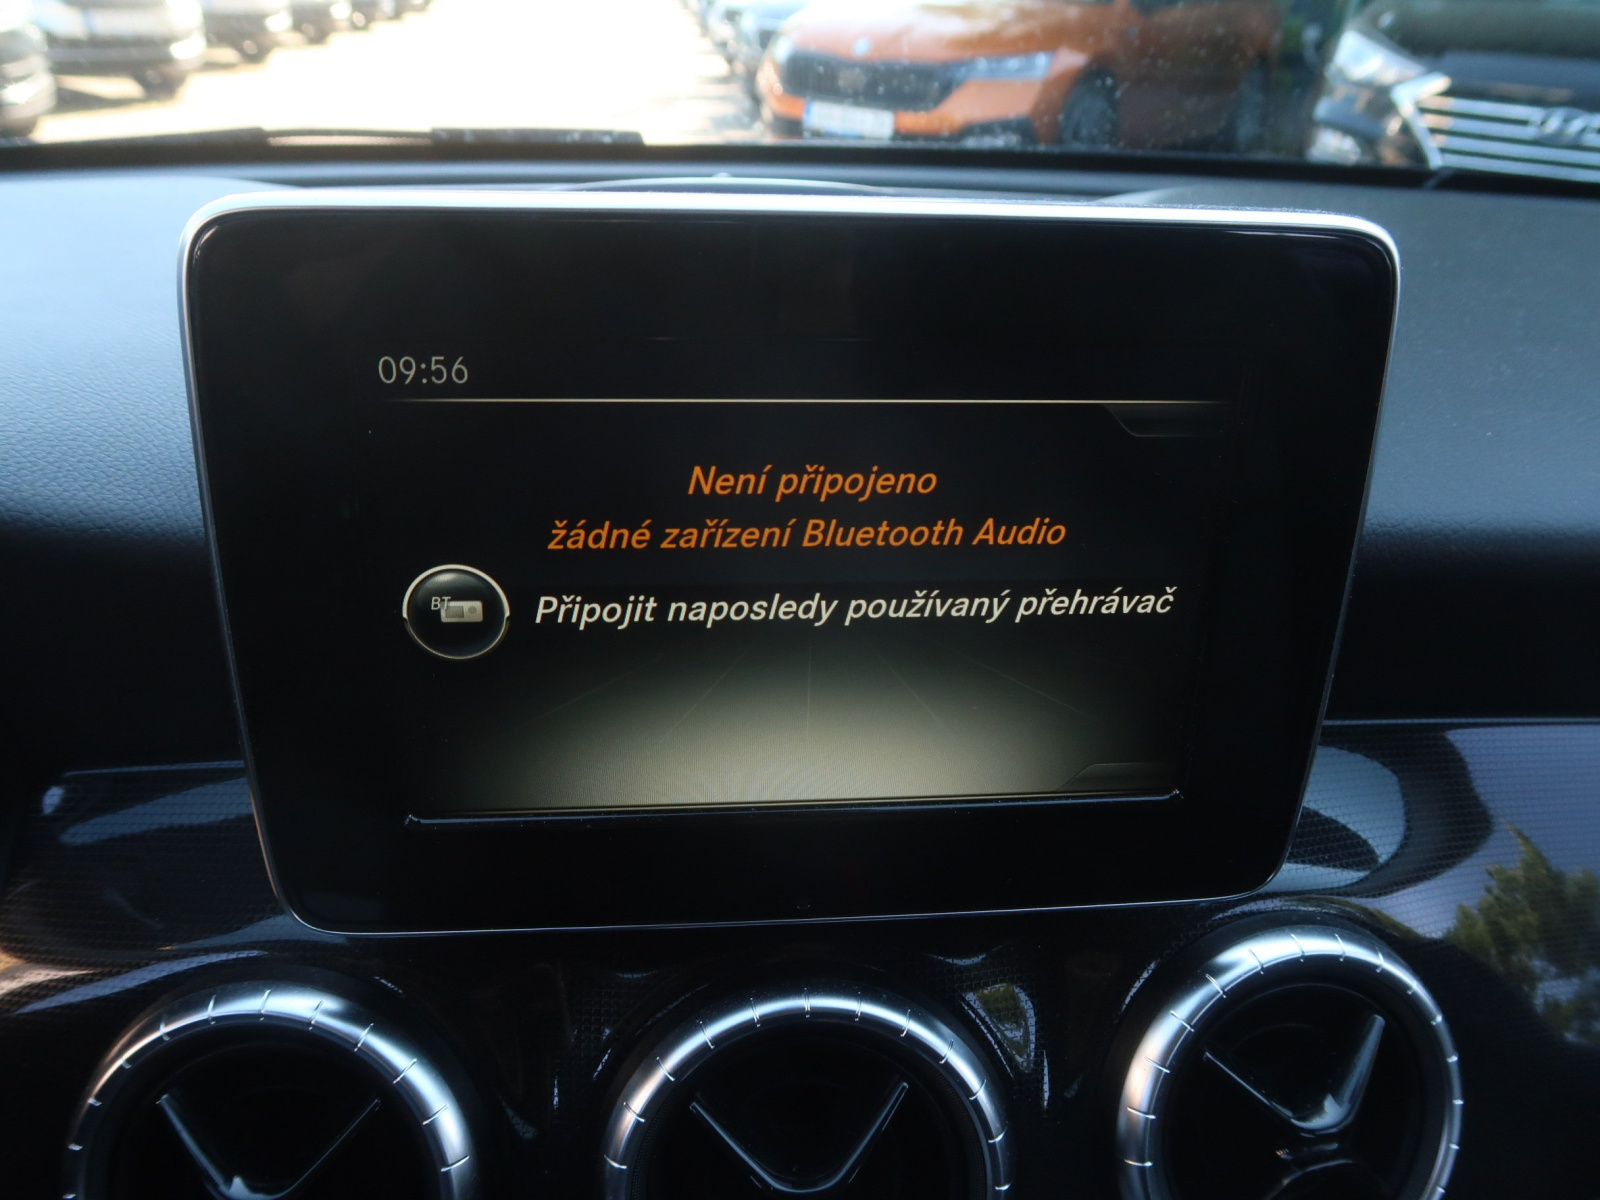 09:56
Není připojeno
žádné zařízení Bluetooth Audio
BT
Připojit naposledy používaný přehrávač